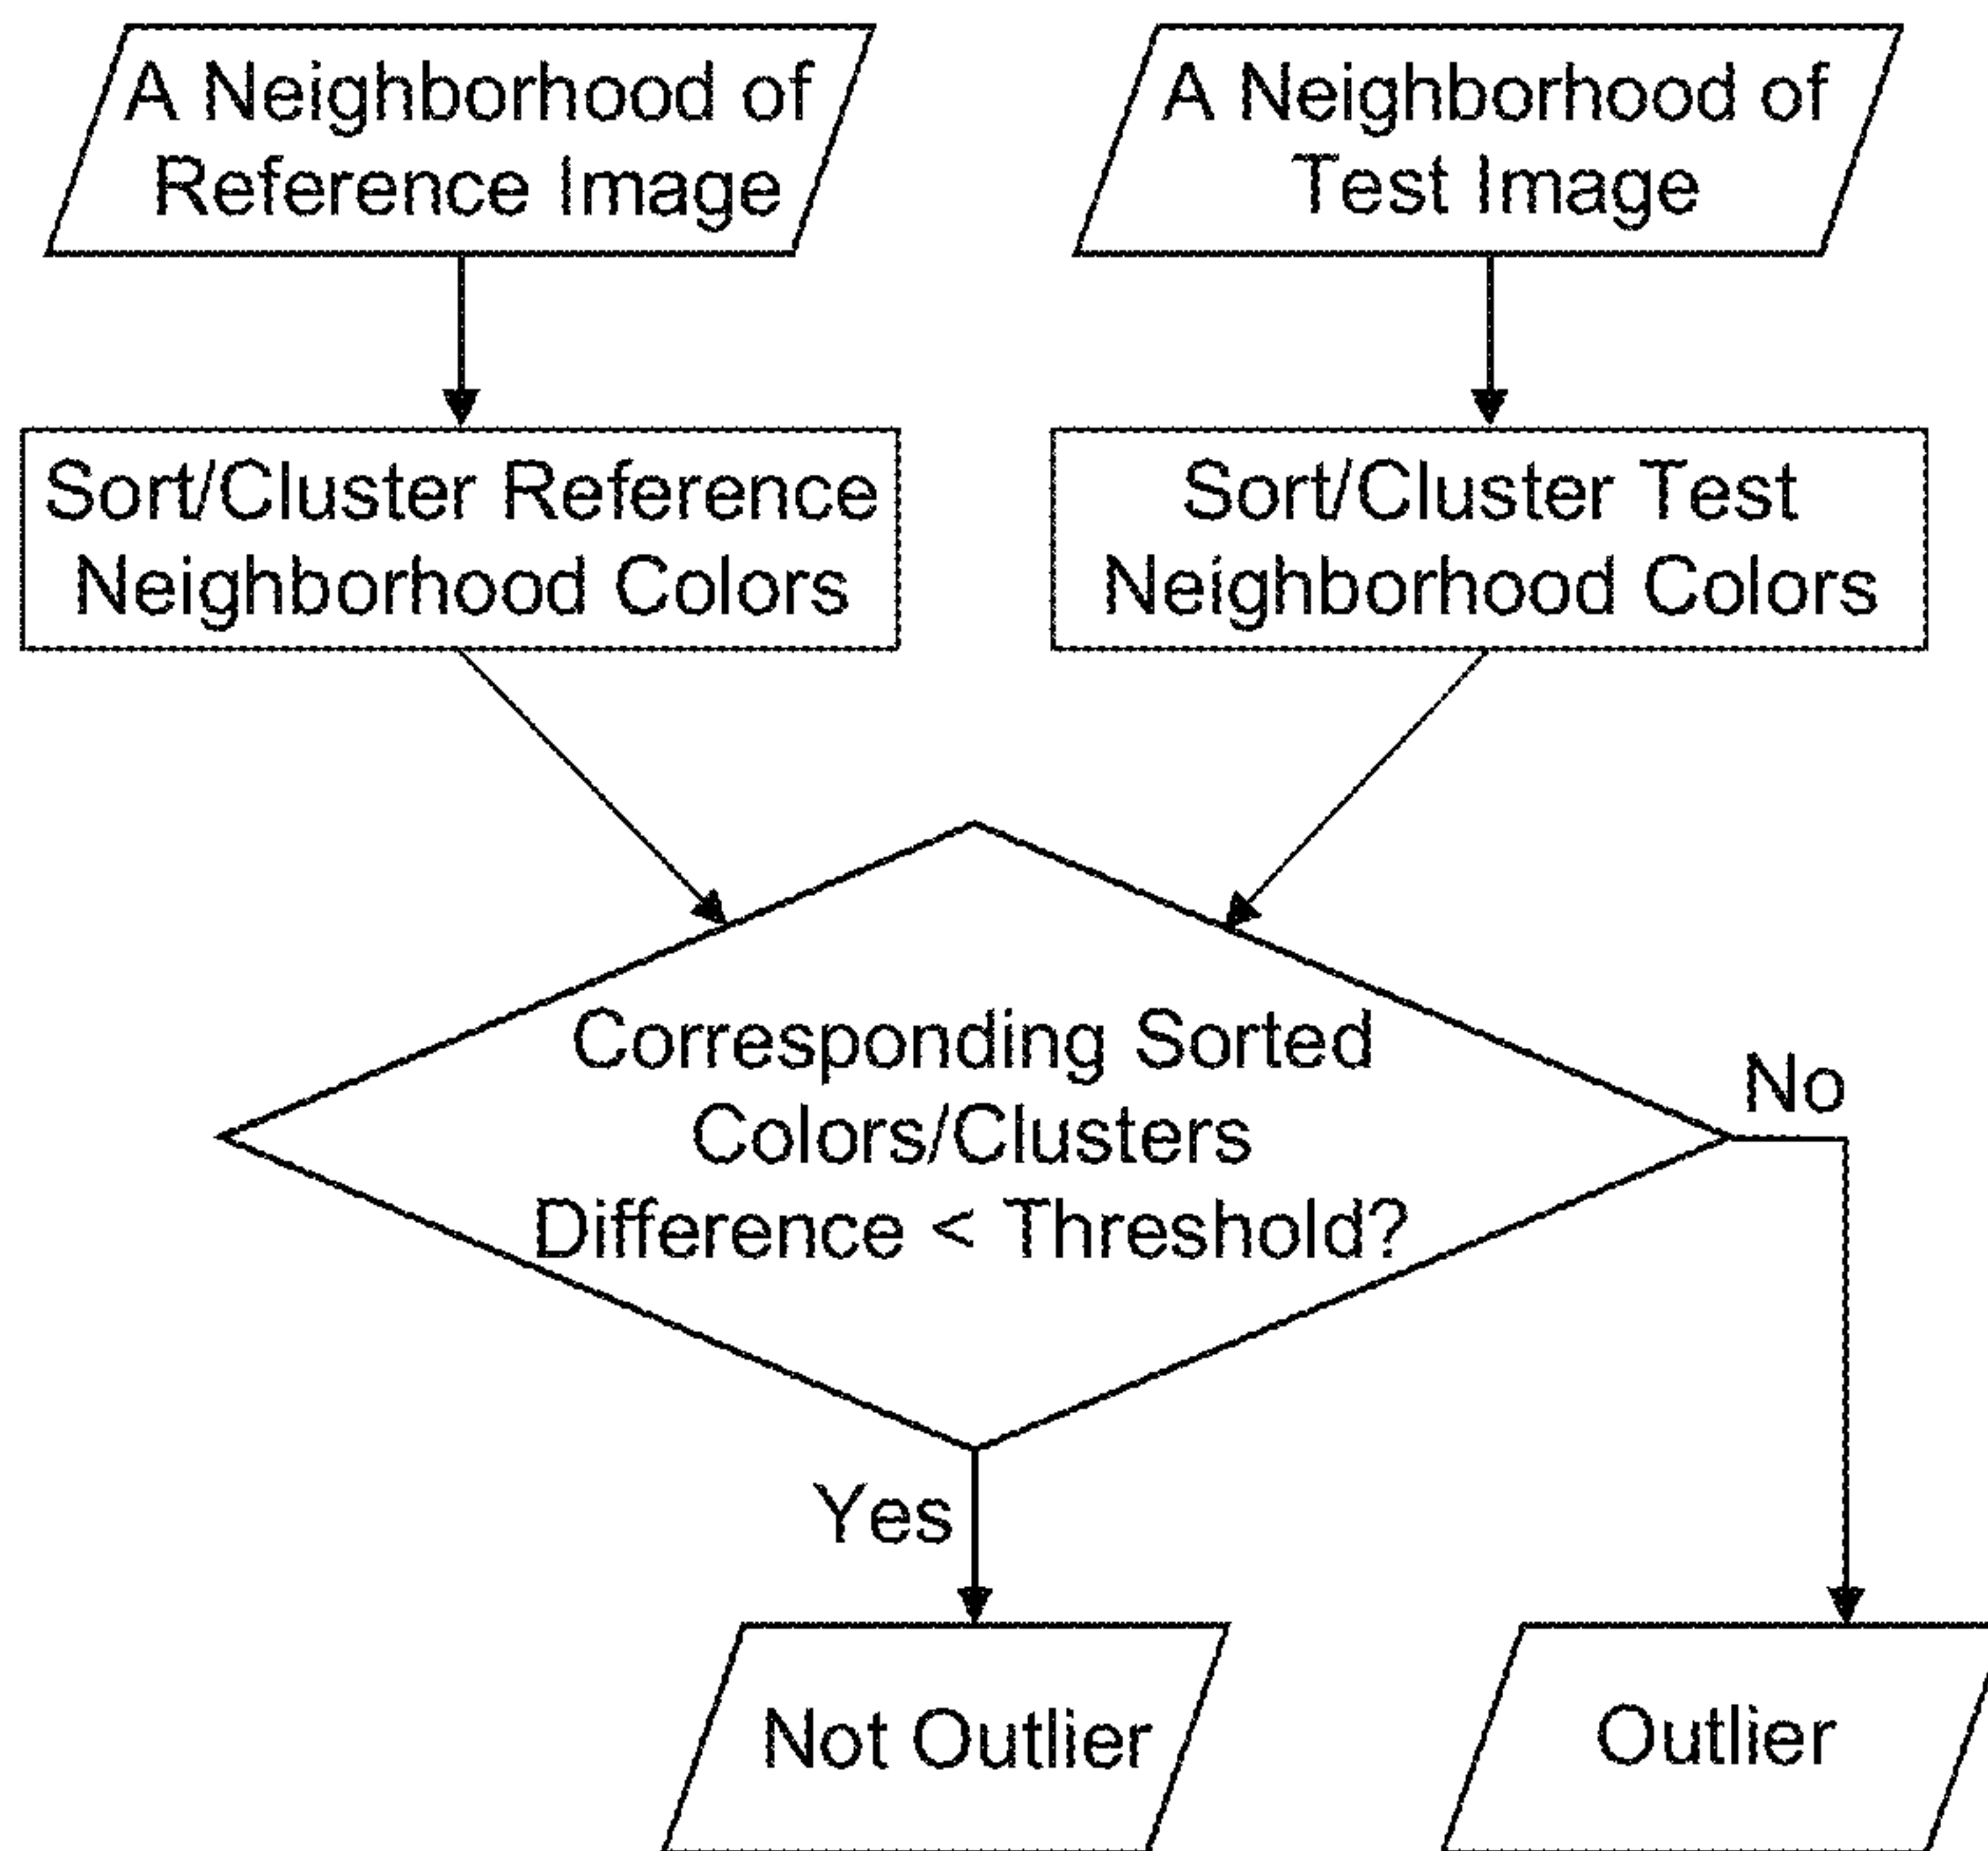 A Neighborhood of
Reference Image
A Neighborhood of
Test Image
Sort/Cluster Reference
Neighborhood Colors
Sort/Cluster Test
Neighborhood Colors
Corresponding Sorted
Colors/Clusters
Difference < Threshold?
No
Yes
Not Outlier
Outlier